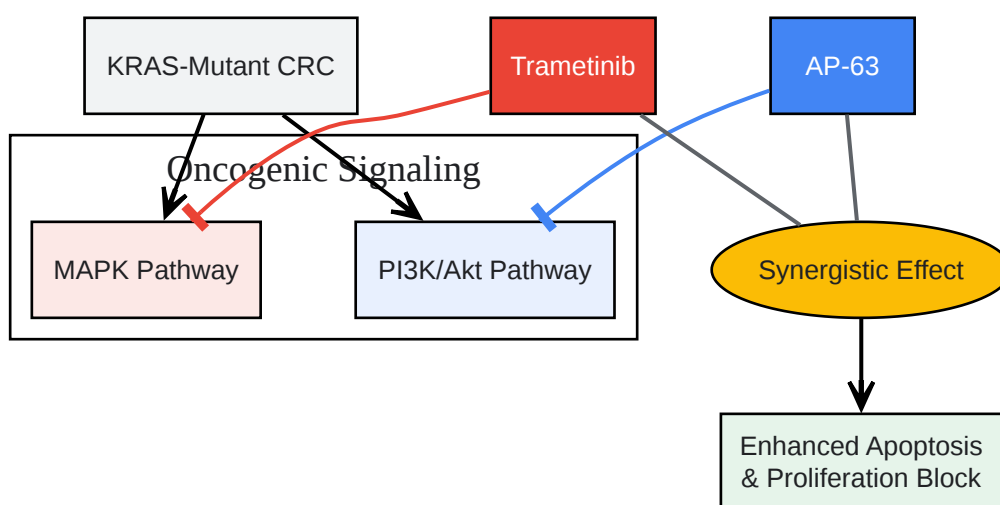 KRAS-Mutant CRC
Trametinib
AP-63
Oncogenic Signaling
MAPK Pathway
PI3K/Akt Pathway
Synergistic Effect
Enhanced Apoptosis
& Proliferation Block